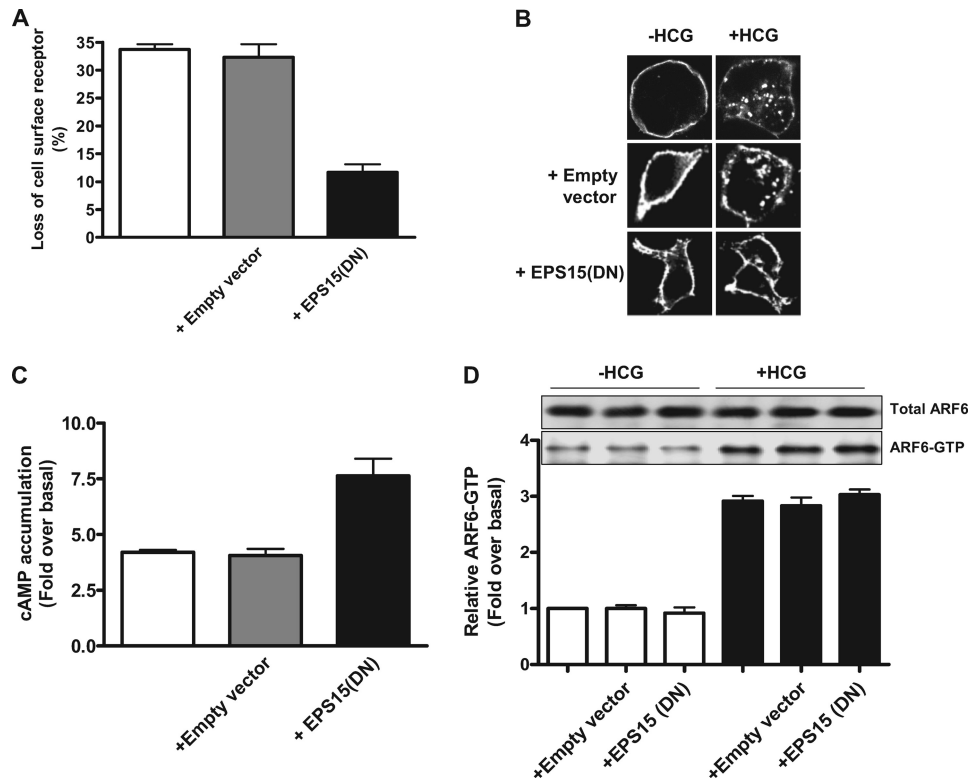 A
Loss of cell surface receptor
(%)
35
30
25
20
15
10
5
0
+ Empty vector
+ EPS15(DN)
B
-HCG
+HCG
+ Empty
vector
+ EPS15(DN)
C
cAMP accumulation
(Fold over basal)
10.0
7.5
5.0
2.5
0.0
+Empty vector
+ EPS15(DN)
D
-HCG
+HCG
Total ARF6
ARF6-GTP
Relative ARF6-GTP
(Fold over basal)
4
3
2
1
0
+Empty vector
+EPS15 (DN)
+Empty vector
+EPS15 (DN)